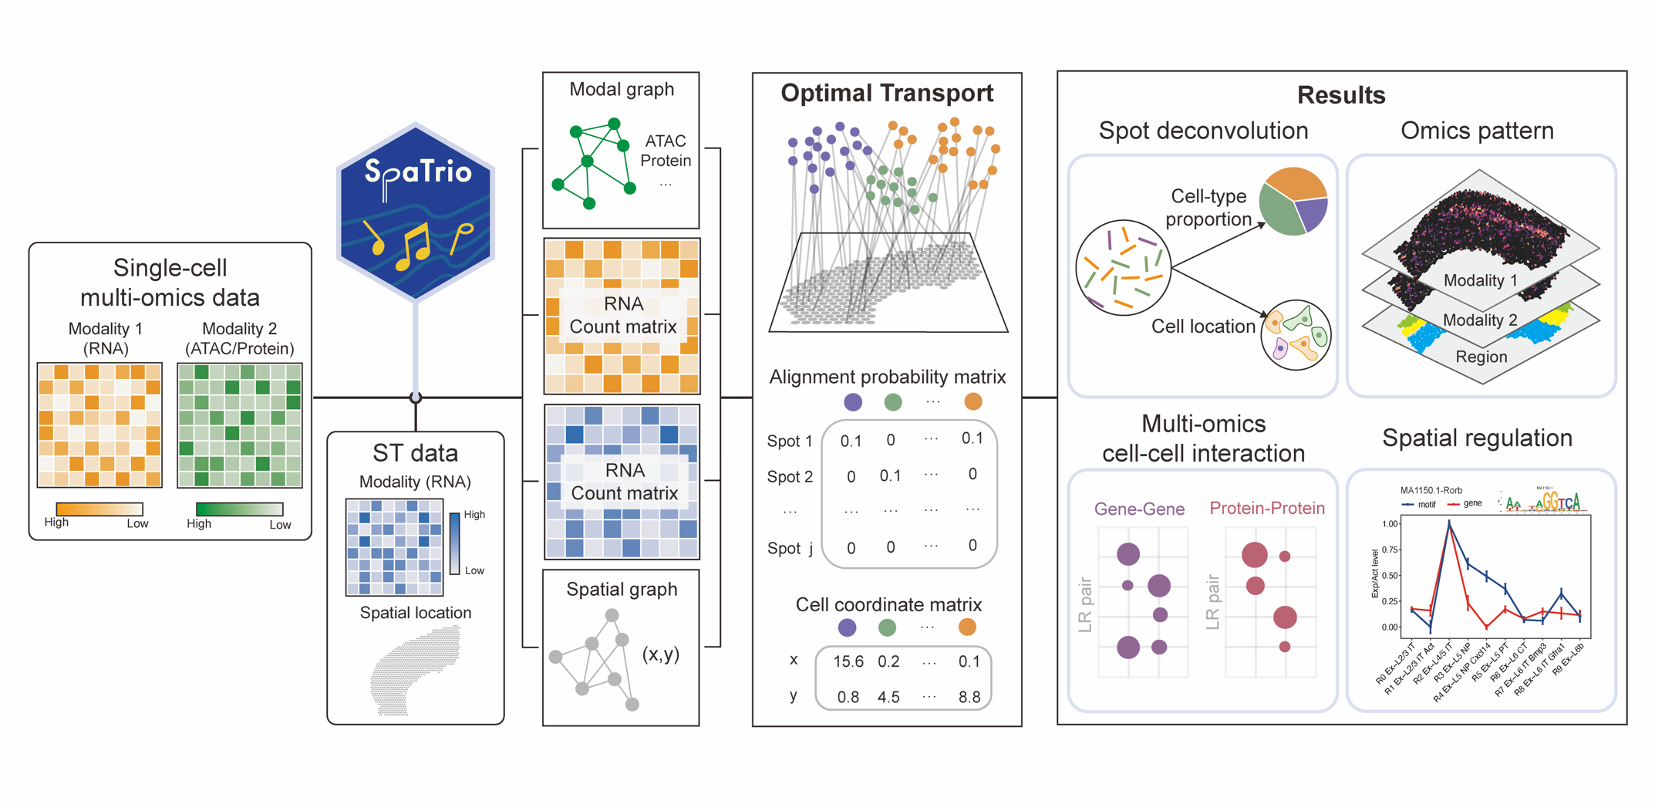 SpaTrio
Single-cell
multi-omics data
Modality 1
(RNA)
Modality 2
(ATAC/Protein)
High
Low
High
Low
ST data
Modality (RNA)
High
Low
Spatial location
Modal graph
ATAC
Protein
...
RNA
Count matrix
RNA
Count matrix
Spatial graph
(x,y)
Optimal Transport
Alignment probability matrix
...
Spot 1 0.1 0 ... 0.1
Spot 2 0 0.1 ... 0
... ... ... ...
Spot j 0 0 ... 0
Cell coordinate matrix
...
x 15.6 0.2 ... 0.1
y 0.8 4.5 ... 8.8
Results
Spot deconvolution
Cell-type
proportion
Cell location
Omics pattern
Modality 1
Modality 2
Region
Multi-omics
cell-cell interaction
Gene-Gene
LR pair
Protein-Protein
LR pair
Spatial regulation
MA1150.1-Rorb
motif gene
MA1150.1
AGGTCA
Exp/Act level
1.00
0.75
0.50
0.25
0.00
R0 Ex-L2/3 IT
R1 Ex-L2/3 IT Act
R2 Ex-L4/5 IT
R3 Ex-L5 NP
R4 Ex-L5 NP Cxcl14
R5 Ex-L5 PT
R6 Ex-L6 CT
R7 Ex-L6 IT Bmp3
R8 Ex-L6 IT Gfra1
R9 Ex-L6b